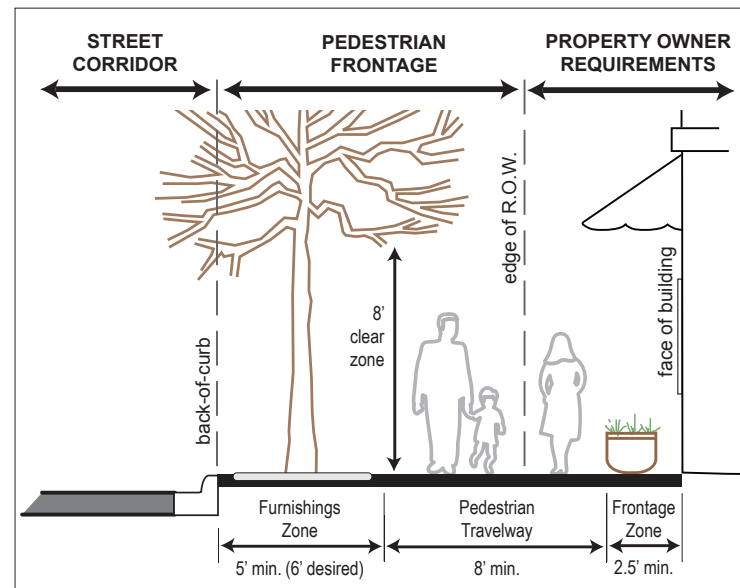 STREET
CORRIDOR
PEDESTRIAN
FRONTAGE
PROPERTY OWNER
REQUIREMENTS
back-of-curb
8’
clear
zone
edge of R.O.W.
face of building
Furnishings
Zone
Pedestrian
Travelway
Frontage
Zone
5’ min. (6’ desired)
8’ min.
2.5’ min.